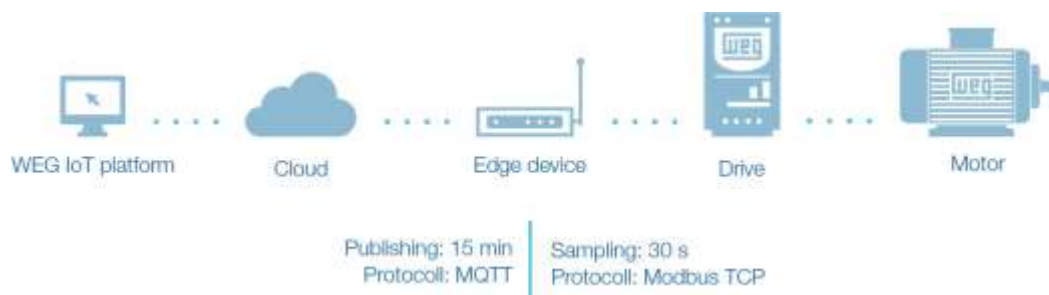 weg
weg
WEG IoT platform
Cloud
Edge device
Drive
Motor
Publishing: 15 min
Protocoll: MQTT
Sampling: 30 s
Protocoll: Modbus TCP